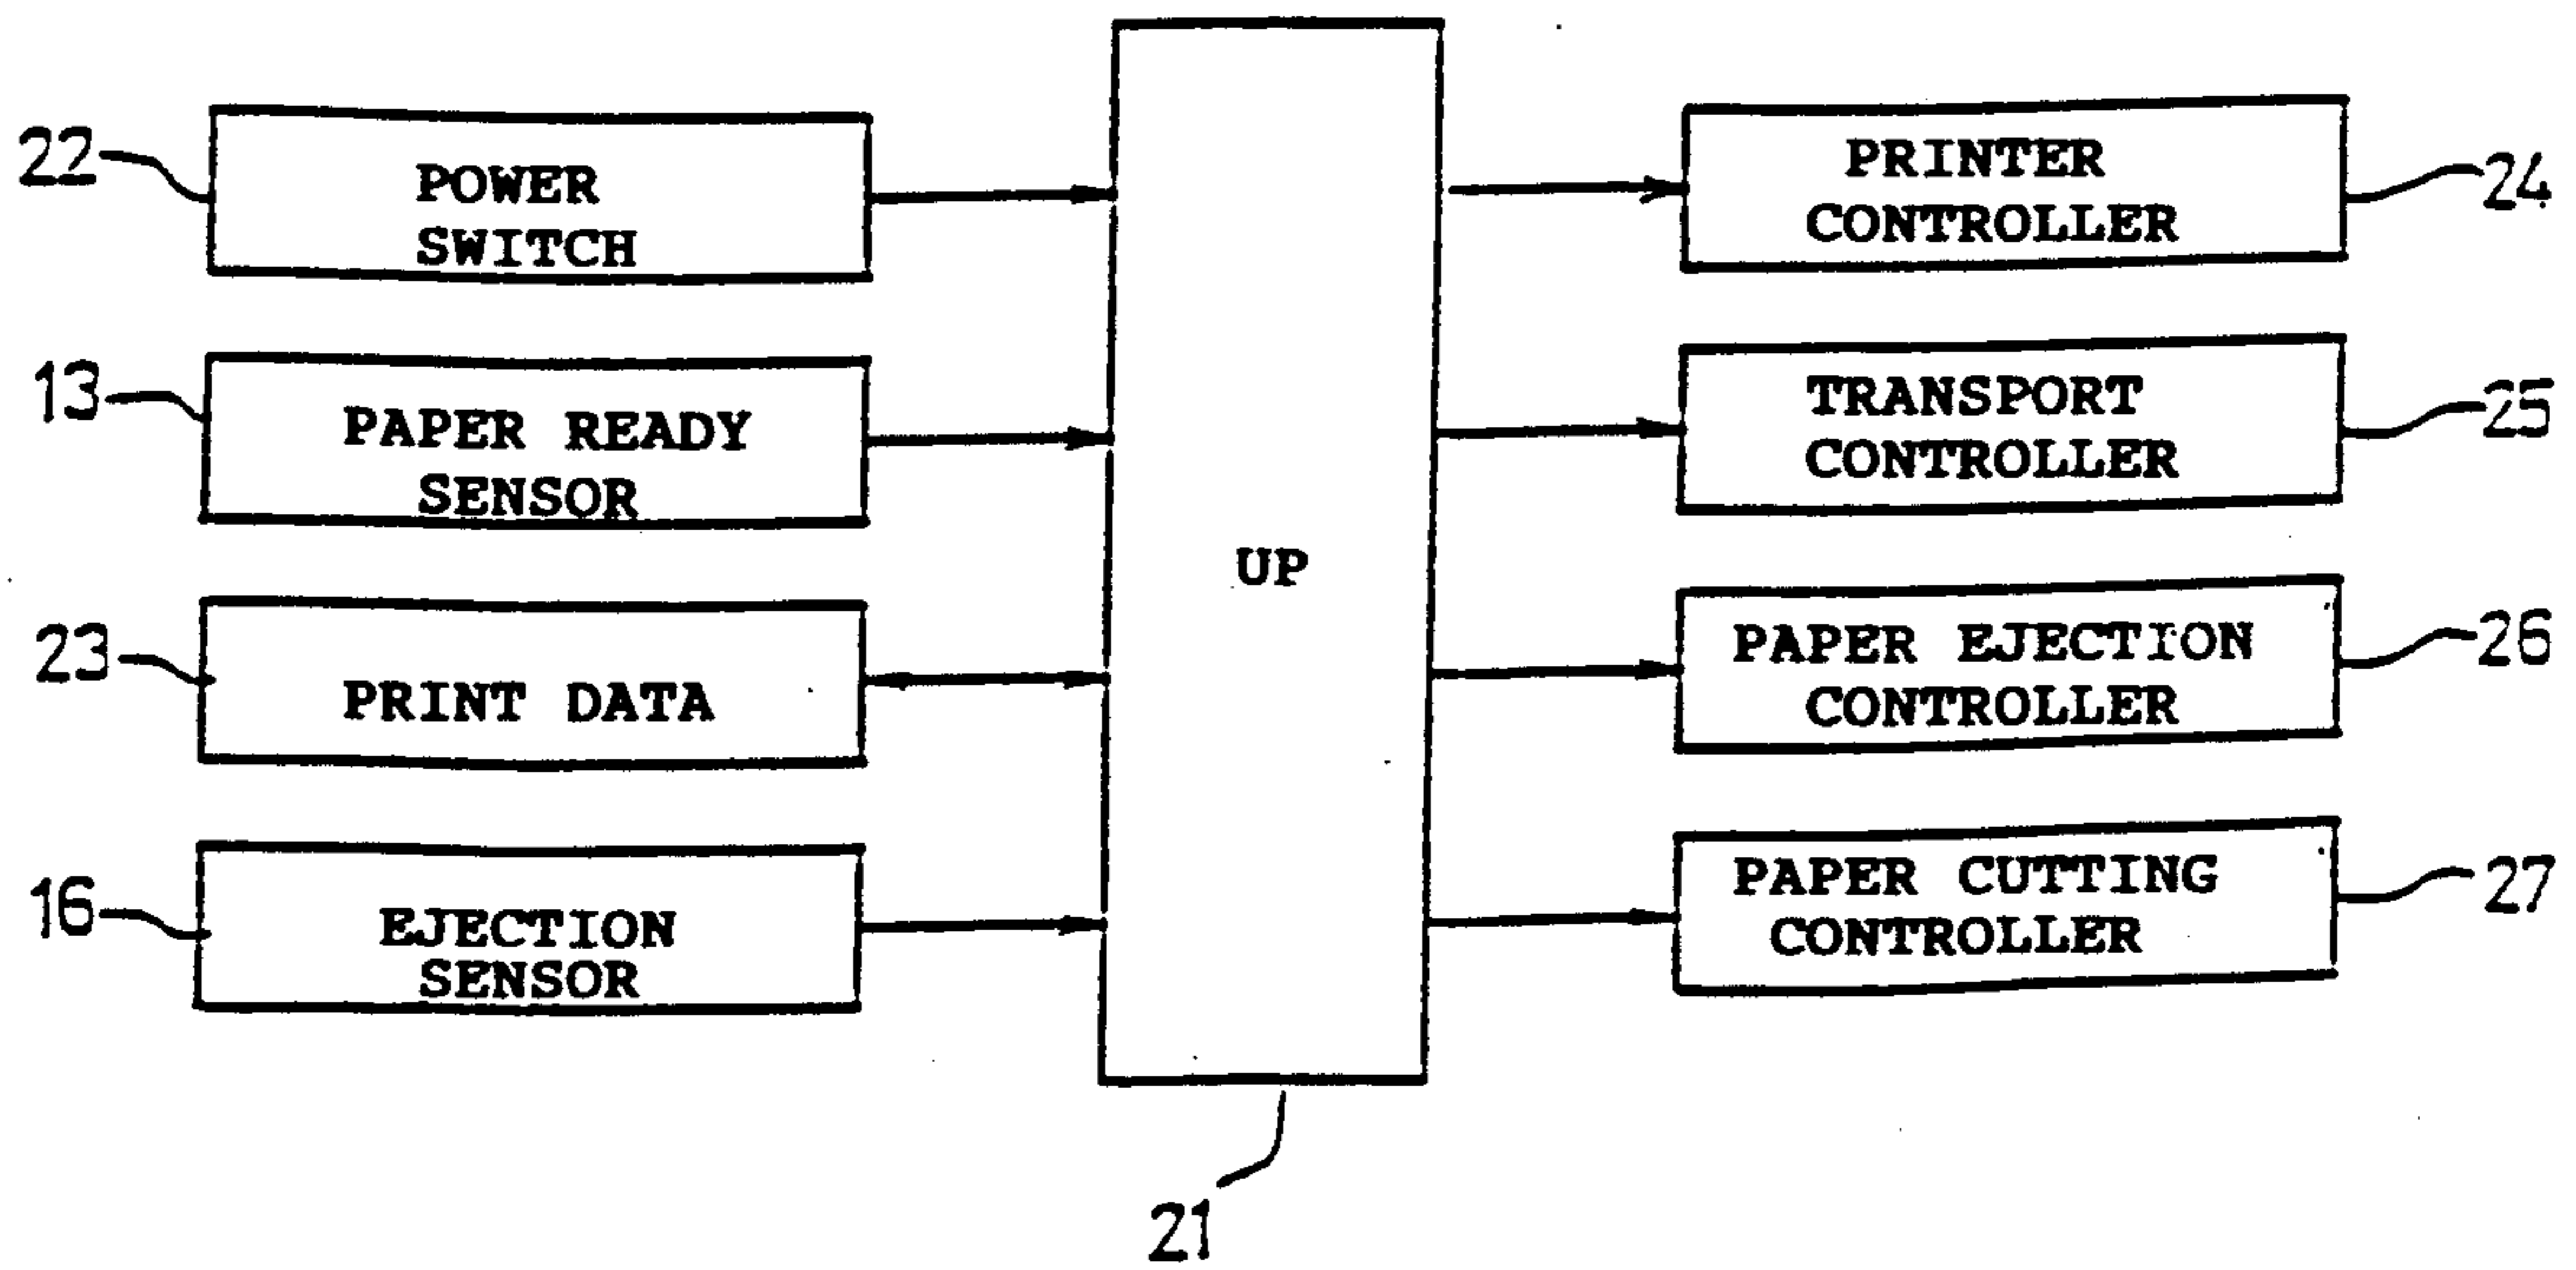 22
POWER
SWITCH
13
PAPER READY
SENSOR
23
PRINT DATA
16
EJECTION
SENSOR
UP
21
PRINTER
CONTROLLER
24
TRANSPORT
CONTROLLER
25
PAPER EJECTION
CONTROLLER
26
PAPER CUTTING
CONTROLLER
27